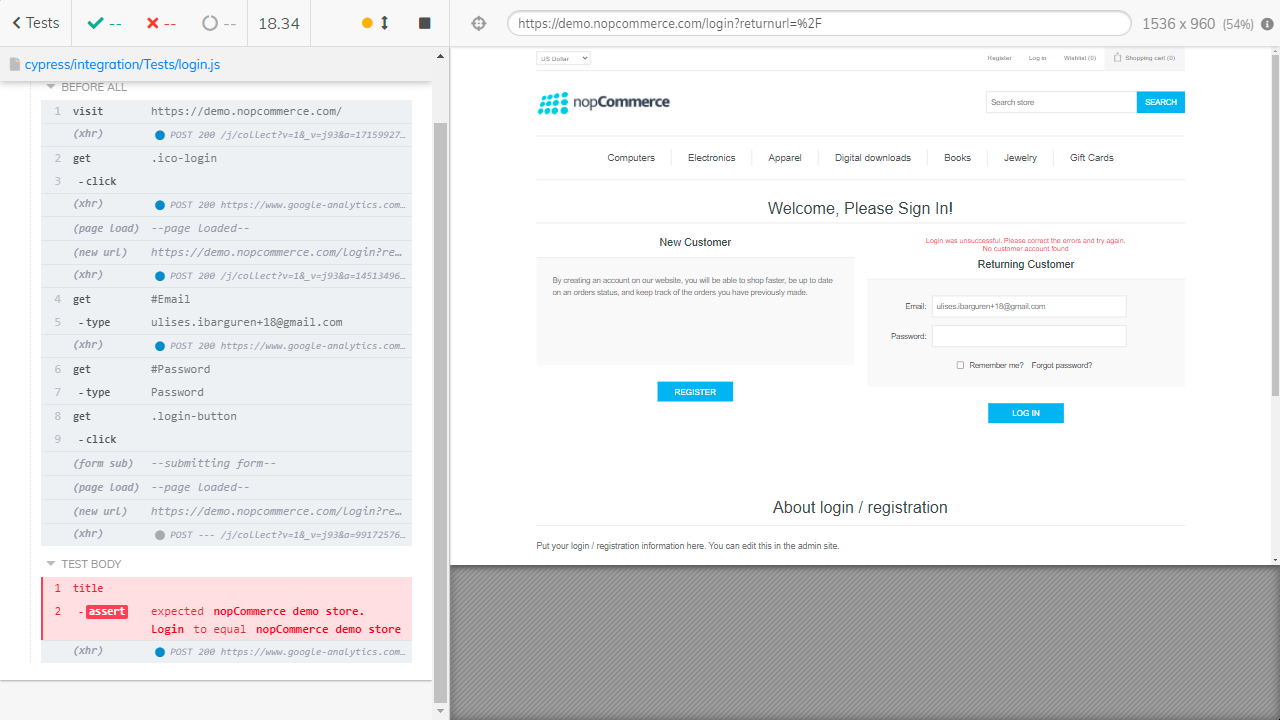 Tests
--
--
--
18.34
https://demo.nopcommerce.com/login?returnurl=%2F
1536 x 960 (54%)
cypress/integration/Tests/login.js
BEFORE ALL
1 visit https://demo.nopcommerce.com/
(xhr) POST 200 /j/collect?v=1&_v=j93&a=17159927…
2 get .ico-login
3 - click
(xhr) POST 200 https://www.google-analytics.com…
(page load) --page loaded--
(new url) https://demo.nopcommerce.com/login?re…
(xhr) POST 200 /j/collect?v=1&_v=j93&a=14513496…
4 get #Email
5 - type ulises.ibarguren+18@gmail.com
(xhr) POST 200 https://www.google-analytics.com…
6 get #Password
7 - type Password
8 get .login-button
9 - click
(form sub) --submitting form--
(page load) --page loaded--
(new url) https://demo.nopcommerce.com/login?re…
(xhr) POST --- /j/collect?v=1&_v=j93&a=99172576…
TEST BODY
1 title
2 - assert expected nopCommerce demo store.
Login to equal nopCommerce demo store
(xhr) POST 200 https://www.google-analytics.com…
US Dollar
Register Log in Wishlist (0) Shopping cart (0)
nopCommerce
Search store SEARCH
Computers Electronics Apparel Digital downloads Books Jewelry Gift Cards
Welcome, Please Sign In!
New Customer
By creating an account on our website, you will be able to shop faster, be up to date
on an orders status, and keep track of the orders you have previously made.
REGISTER
Login was unsuccessful. Please correct the errors and try again.
No customer account found
Returning Customer
Email: ulises.ibarguren+18@gmail.com
Password:
Remember me? Forgot password?
LOG IN
About login / registration
Put your login / registration information here. You can edit this in the admin site.